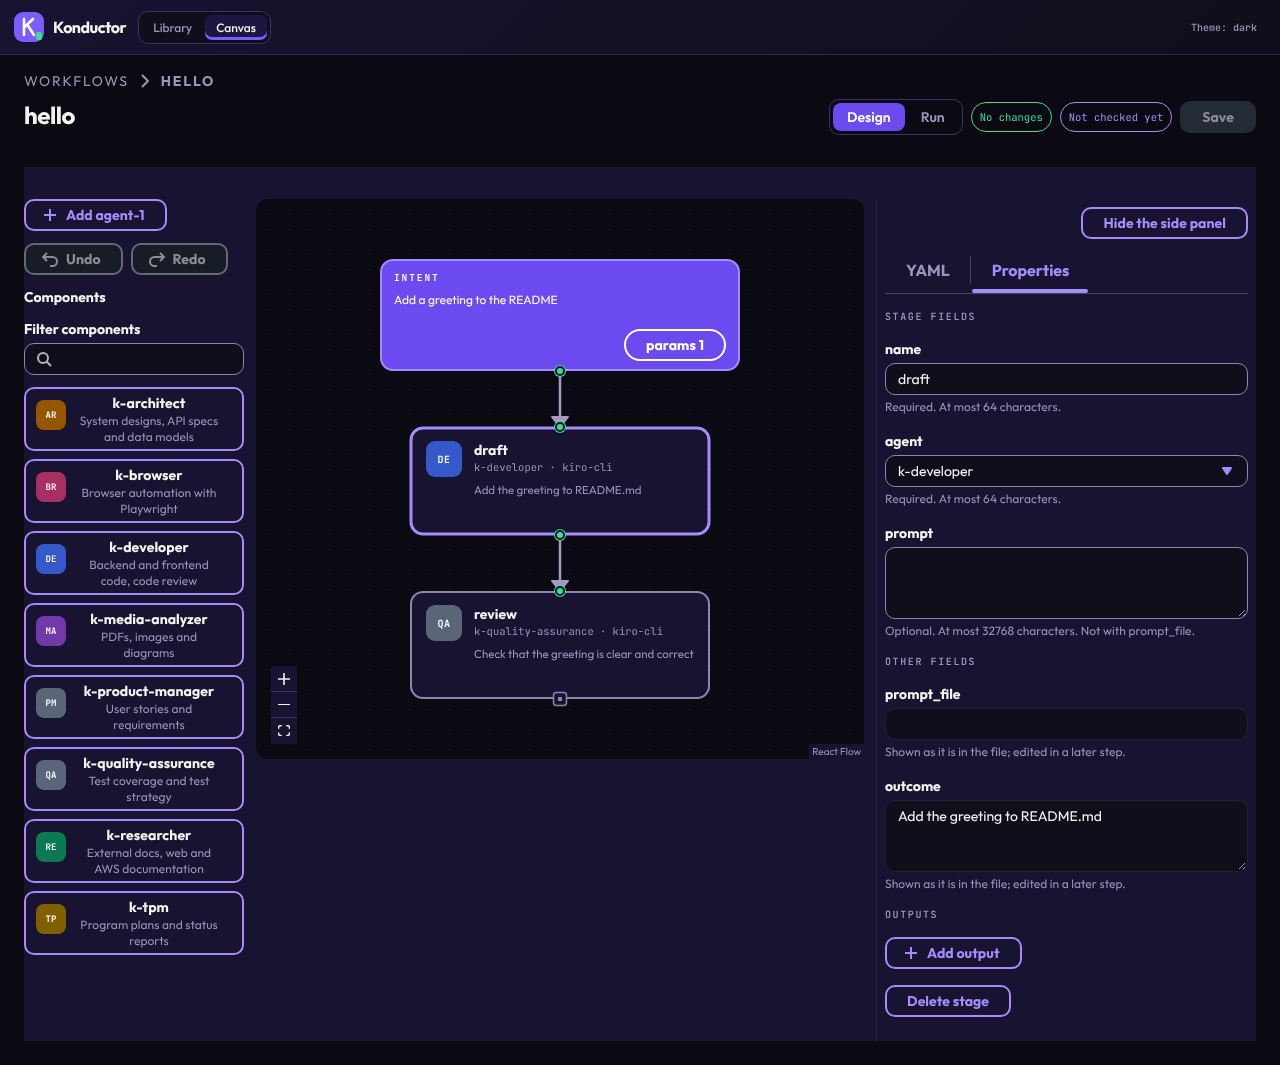 Konductor
Library
Canvas
Theme: dark
WORKFLOWS > HELLO
hello
Design
Run
No changes
Not checked yet
Save
Add agent-1
Undo
Redo
Components
Filter components
AR
k-architect
System designs, API specs
and data models
BR
k-browser
Browser automation with
Playwright
DE
k-developer
Backend and frontend
code, code review
MA
k-media-analyzer
PDFs, images and
diagrams
PM
k-product-manager
User stories and
requirements
QA
k-quality-assurance
Test coverage and test
strategy
RE
k-researcher
External docs, web and
AWS documentation
TP
k-tpm
Program plans and status
reports
INTENT
Add a greeting to the README
params 1
DE
draft
k-developer · kiro-cli
Add the greeting to README.md
QA
review
k-quality-assurance · kiro-cli
Check that the greeting is clear and correct
React Flow
Hide the side panel
YAML
Properties
STAGE FIELDS
name
draft
Required. At most 64 characters.
agent
k-developer
Required. At most 64 characters.
prompt
Optional. At most 32768 characters. Not with prompt_file.
OTHER FIELDS
prompt_file
Shown as it is in the file; edited in a later step.
outcome
Add the greeting to README.md
Shown as it is in the file; edited in a later step.
OUTPUTS
Add output
Delete stage